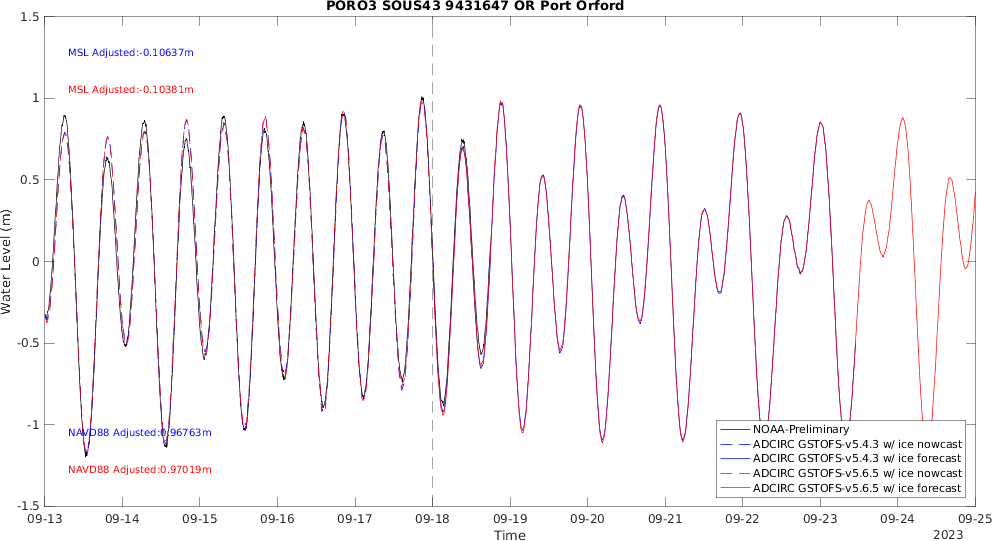 PORO3 SOUS43 9431647 OR Port Orford
MSL Adjusted:-0.10637m
MSL Adjusted:-0.10381m
NAVD88 Adjusted:0.96763m
NAVD88 Adjusted:0.97019m
Water Level (m)
1.5
1
0.5
0
-0.5
-1
-1.5
NOAA-Preliminary
ADCIRC GSTOFS-v5.4.3 w/ ice nowcast
ADCIRC GSTOFS-v5.4.3 w/ ice forecast
ADCIRC GSTOFS-v5.6.5 w/ ice nowcast
ADCIRC GSTOFS-v5.6.5 w/ ice forecast
09-13 09-14 09-15 09-16 09-17 09-18 09-19 09-20 09-21 09-22 09-23 09-24 09-25
Time
2023